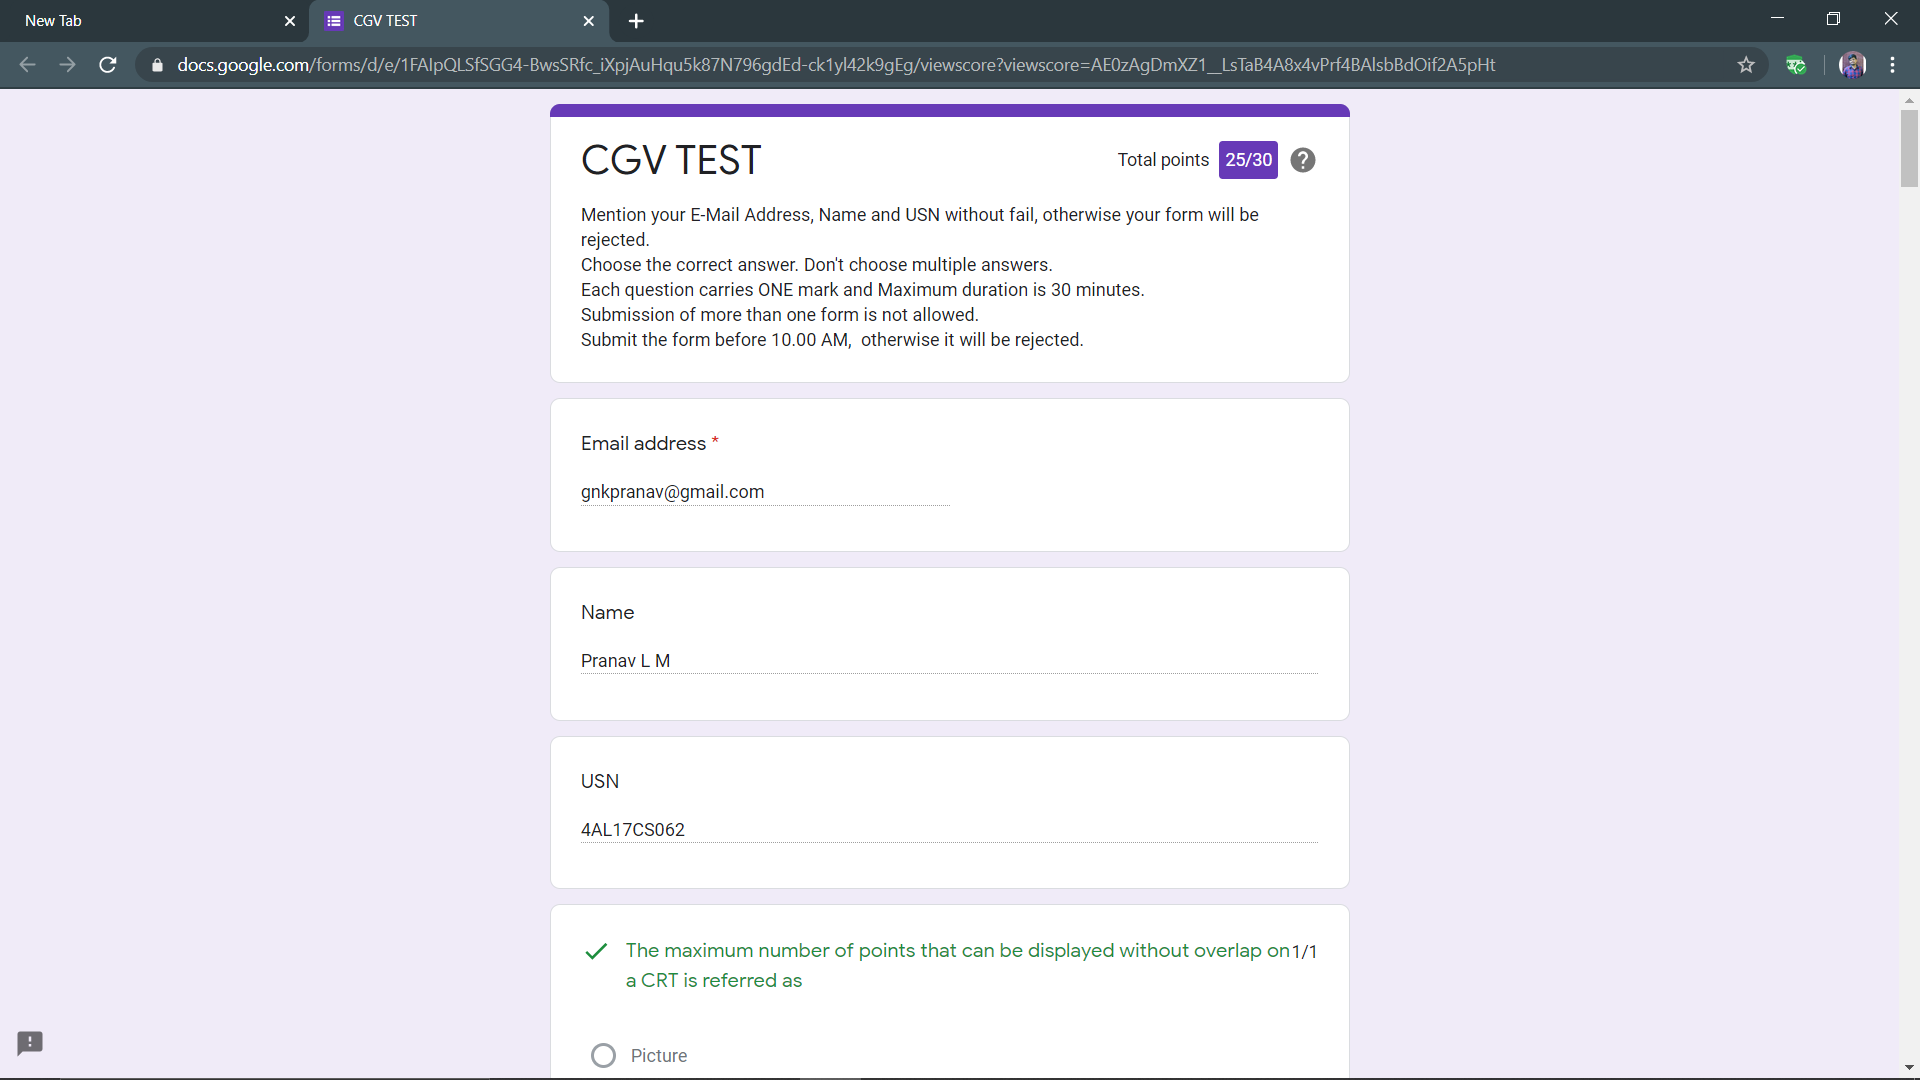 New Tab
CGV TEST
docs.google.com/forms/d/e/1FAIpQLSfSGG4-BwsSRfc_iXpjAuHqu5k87N796gdEd-ck1yl42k9gEg/viewscore?viewscore=AE0zAgDmXZ1__LsTaB4A8x4vPrf4BAlsbBdOif2A5pHt
CGV TEST
Total points 25/30
Mention your E-Mail Address, Name and USN without fail, otherwise your form will be
rejected.
Choose the correct answer. Don't choose multiple answers.
Each question carries ONE mark and Maximum duration is 30 minutes.
Submission of more than one form is not allowed.
Submit the form before 10.00 AM,  otherwise it will be rejected.
Email address *
gnkpranav@gmail.com
Name
Pranav L M
USN
4AL17CS062
The maximum number of points that can be displayed without overlap on 1/1
a CRT is referred as
Picture